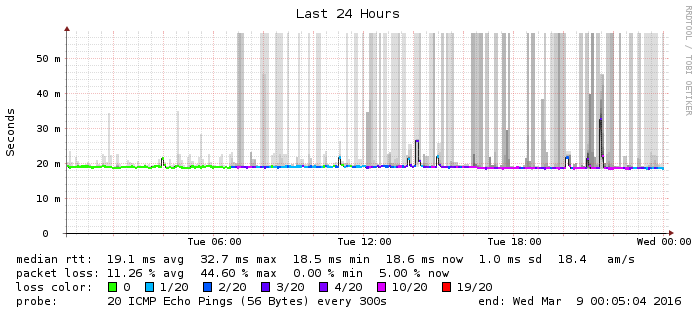 Last 24 Hours
RRDTOOL / TOBI OETIKER
Seconds
50 m
40 m
30 m
20 m
10 m
0
Tue 06:00 Tue 12:00 Tue 18:00 Wed 00:00
median rtt: 19.1 ms avg 32.7 ms max 18.5 ms min 18.6 ms now 1.0 ms sd 18.4 am/s
packet loss: 11.26 % avg 44.60 % max 0.00 % min 5.00 % now
loss color: 0 1/20 2/20 3/20 4/20 10/20 19/20
probe: 20 ICMP Echo Pings (56 Bytes) every 300s end: Wed Mar 9 00:05:04 2016